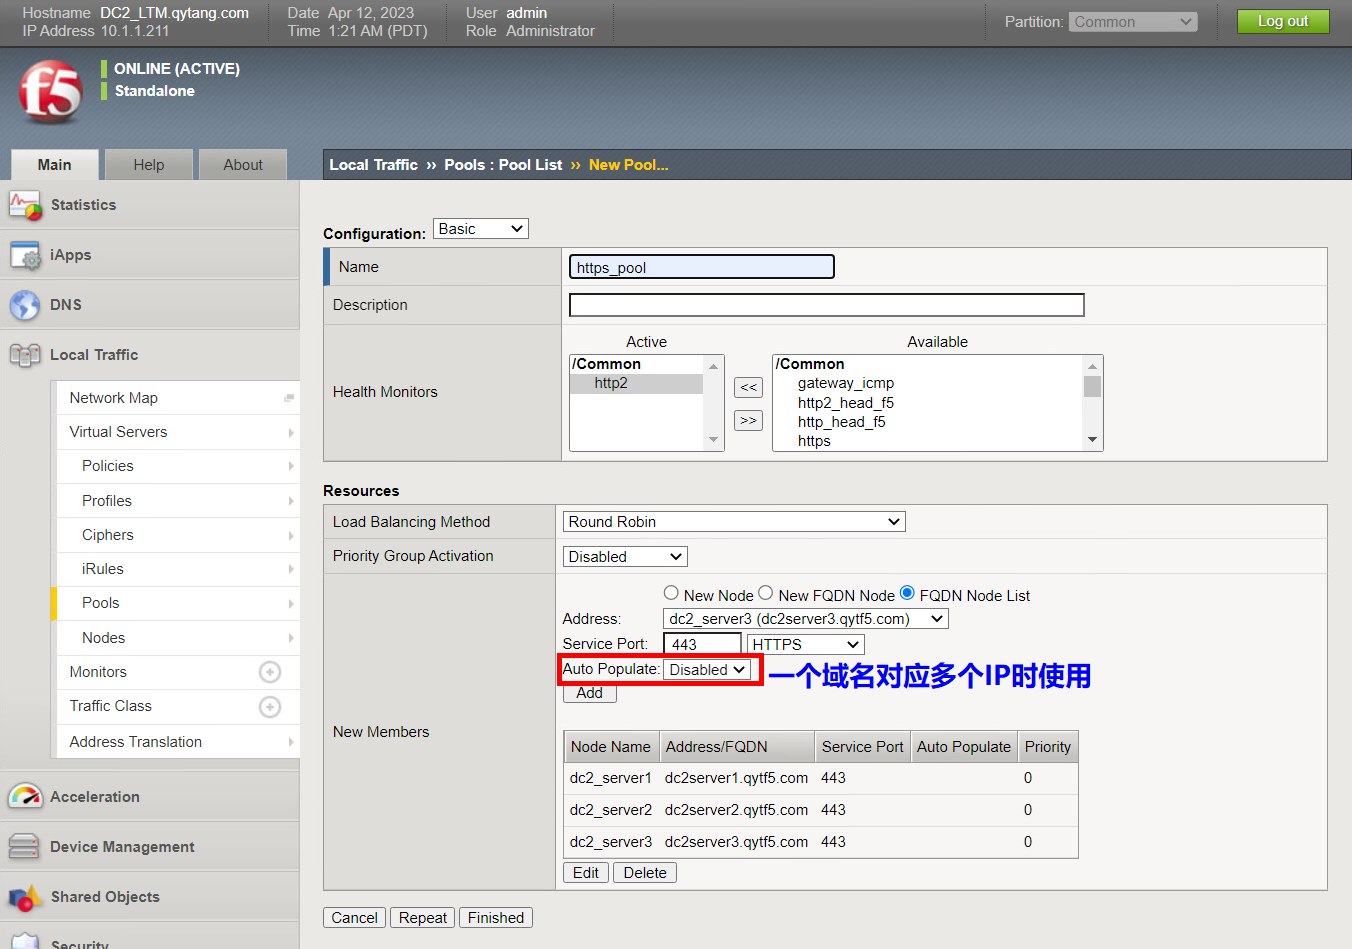 Hostname DC2_LTM.qytang.com Date Apr 12, 2023 User admin Partition: Common Log out
IP Address 10.1.1.211 Time 1:21 AM (PDT) Role Administrator
f5
ONLINE (ACTIVE)
Standalone
Main Help About Local Traffic ›› Pools : Pool List ›› New Pool...
Statistics
iApps
DNS
Local Traffic
Network Map
Virtual Servers
Policies
Profiles
Ciphers
iRules
Pools
Nodes
Monitors
Traffic Class
Address Translation
Acceleration
Device Management
Shared Objects
Security
Configuration: Basic
Name https_pool
Description
Health Monitors
Active
/Common
http2
<<
>>
Available
/Common
gateway_icmp
http2_head_f5
http_head_f5
https
Resources
Load Balancing Method Round Robin
Priority Group Activation Disabled
New Members
New Node New FQDN Node FQDN Node List
Address: dc2_server3 (dc2server3.qytf5.com)
Service Port: 443 HTTPS
Auto Populate: Disabled 一个域名对应多个IP时使用
Add
Node Name Address/FQDN Service Port Auto Populate Priority
dc2_server1 dc2server1.qytf5.com 443 0
dc2_server2 dc2server2.qytf5.com 443 0
dc2_server3 dc2server3.qytf5.com 443 0
Edit Delete
Cancel Repeat Finished